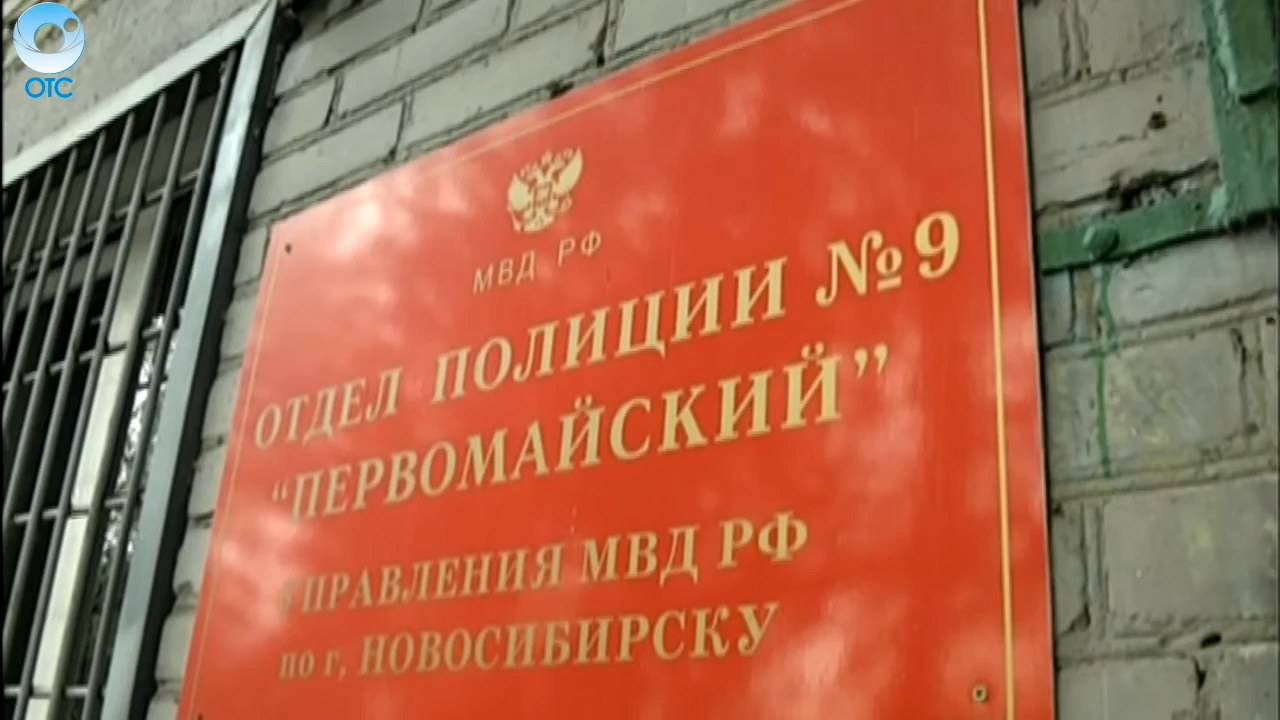 ОТС
МВД РФ
ОТДЕЛ ПОЛИЦИИ №9
“ПЕРВОМАЙСКИЙ”
УПРАВЛЕНИЯ МВД РФ
по г, НОВОСИБИРСКУ